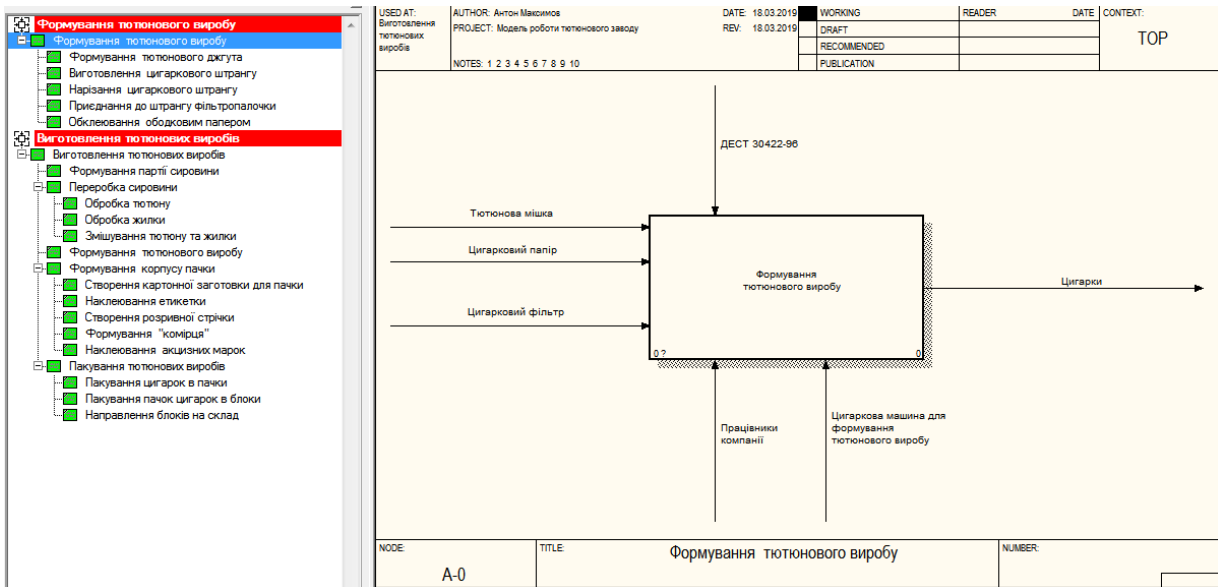 Формування тютюнового виробу
Формування тютюнового виробу
Формування тютюнового джгута
Виготовлення цигаркового штрангу
Нарізання цигаркового штрангу
Приєднання до штрангу фільтропалочки
Обклеювання ободковим папером
Виготовлення тютюнових виробів
Виготовлення тютюнових виробів
Формування партії сировини
Переробка сировини
Обробка тютюну
Обробка жилки
Змішування тютюну та жилки
Формування тютюнового виробу
Формування корпусу пачки
Створення картонної заготовки для пачки
Наклеювання етикетки
Створення розривної стрічки
Формування "комірця"
Наклеювання акцизних марок
Пакування тютюнових виробів
Пакування цигарок в пачки
Пакування пачок цигарок в блоки
Направлення блоків на склад
USED AT:
Виготовлення
тютюнових
виробів
AUTHOR: Антон Максимов
DATE: 18.03.2019
PROJECT: Модель роботи тютюнового заводу
REV: 18.03.2019
NOTES: 1 2 3 4 5 6 7 8 9 10
WORKING
DRAFT
RECOMMENDED
PUBLICATION
READER
DATE
CONTEXT:
TOP
ДЕСТ 30422-96
Тютюнова мішка
Цигарковий папір
Цигарковий фільтр
Формування
тютюнового виробу
0 ?
0
Цигарки
Працівники
компанії
Цигаркова машина для
формування
тютюнового виробу
NODE:
A-0
TITLE:
Формування тютюнового виробу
NUMBER: